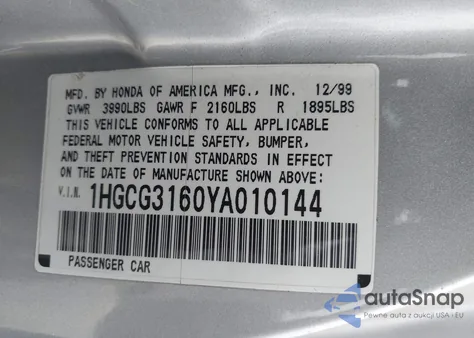 MFD. BY HONDA OF AMERICA MFG., INC. 12/99
GVWR 3990LBS GAWR F 2160LBS R 1895LBS
THIS VEHICLE CONFORMS TO ALL APPLICABLE
FEDERAL MOTOR VEHICLE SAFETY, BUMPER,
AND THEFT PREVENTION STANDARDS IN EFFECT
ON THE DATE OF MANUFACTURE SHOWN ABOVE:
V.I.N. 1HGCG3160YA010144
PASSENGER CAR
autaSnap
Pewne auta z USA i EU